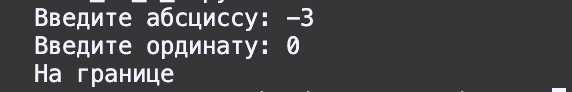 Введите абсциссу: -3
Введите ординату: 0
На границе